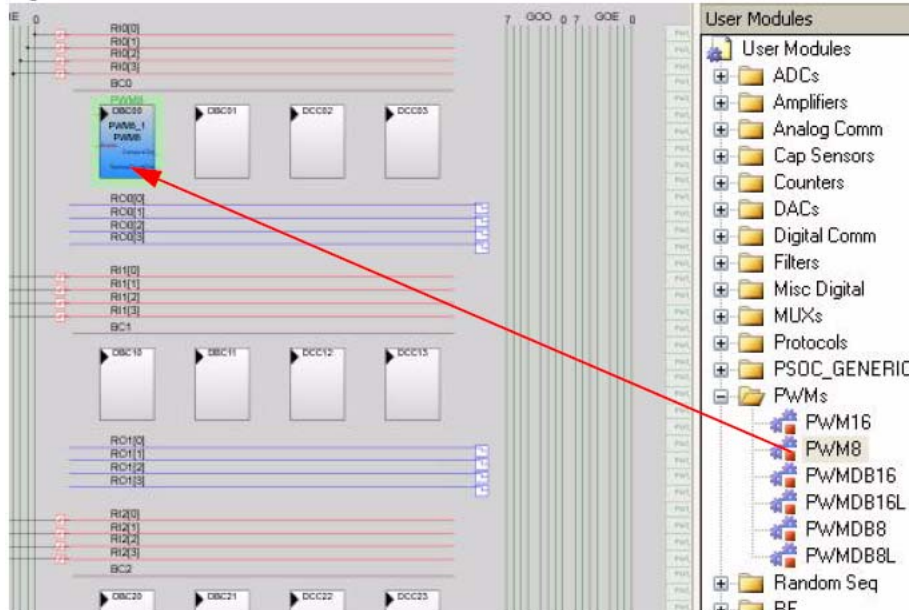 E 0
7 GOO 0 7 GOE 0
RI0[0]
RI0[1]
RI0[2]
RI0[3]
BC0
PWM8
DBC00
PWM8_1
PWM8
DBC01
DCC02
DCC03
RO0[0]
RO0[1]
RO0[2]
RO0[3]
RI1[0]
RI1[1]
RI1[2]
RI1[3]
BC1
DBC10
DBC11
DCC12
DCC13
RO1[0]
RO1[1]
RO1[2]
RO1[3]
RI2[0]
RI2[1]
RI2[2]
RI2[3]
BC2
DBC20
DBC21
DCC22
DCC23
User Modules
User Modules
ADCs
Amplifiers
Analog Comm
Cap Sensors
Counters
DACs
Digital Comm
Filters
Misc Digital
MUXs
Protocols
PSOC_GENERIC
PWMs
PWM16
PWM8
PWMDB16
PWMDB16L
PWMDB8
PWMDB8L
Random Seq